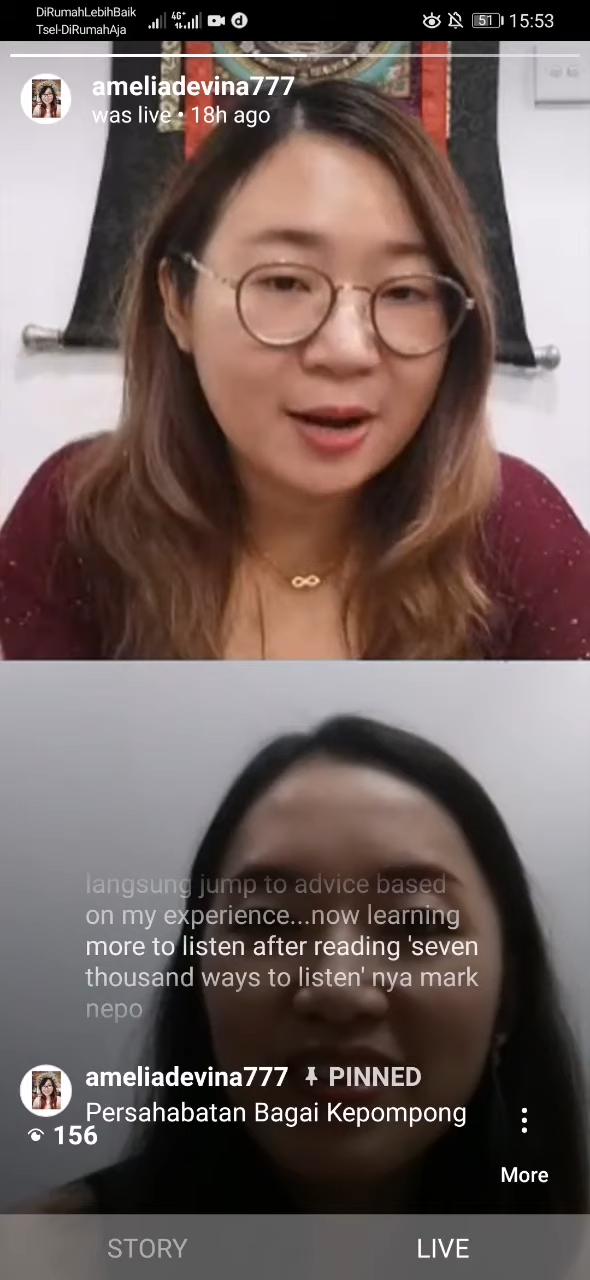 DiRumahLebihBaik
Tsel-DiRumahAja
4G+
51
15:53
ameliadevina777
was live • 18h ago
langsung jump to advice based
on my experience...now learning
more to listen after reading 'seven
thousand ways to listen' nya mark
nepo
ameliadevina777 PINNED
Persahabatan Bagai Kepompong
156
More
STORY LIVE